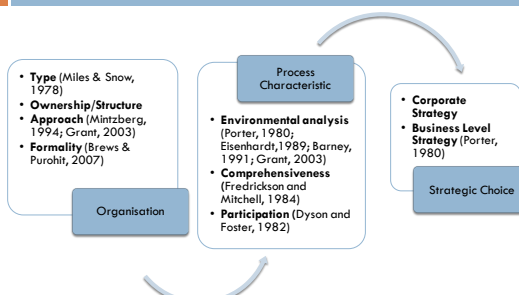 • Type (Miles & Snow,
1978)
• Ownership/Structure
• Approach (Mintzberg,
1994; Grant, 2003)
• Formality (Brews &
Purohit, 2007)
Organisation
Process
Characteristic
• Environmental analysis
(Porter, 1980;
Eisenhardt,1989; Barney,
1991; Grant, 2003)
• Comprehensiveness
(Fredrickson and
Mitchell, 1984)
• Participation (Dyson and
Foster, 1982)
• Corporate
Strategy
• Business Level
Strategy (Porter,
1980)
Strategic Choice